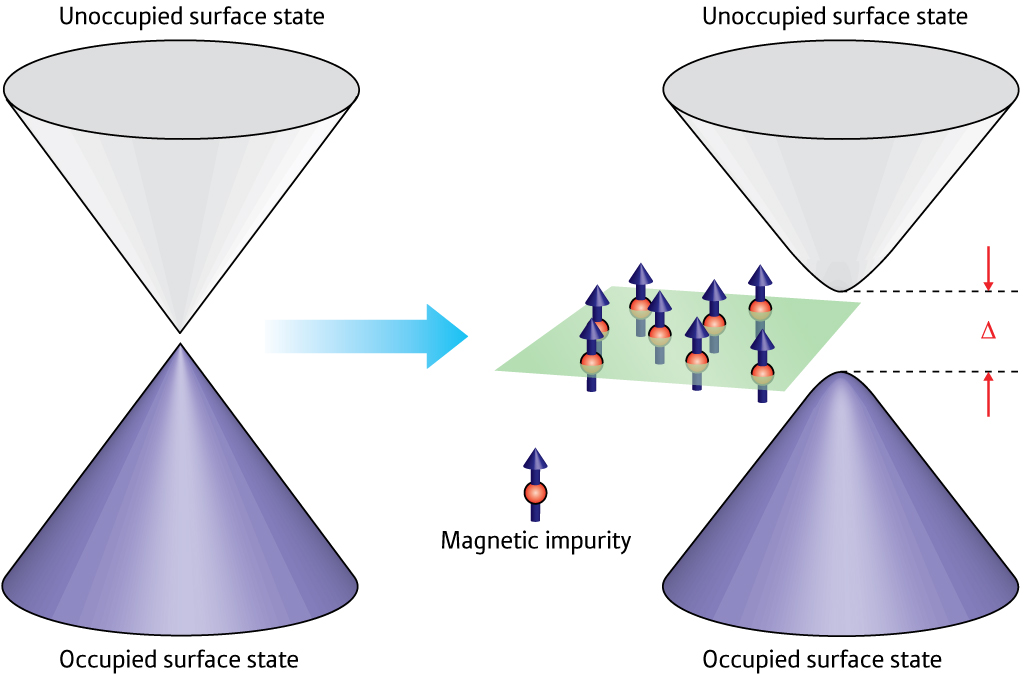 Unoccupied surface state
Unoccupied surface state
Δ
Magnetic impurity
Occupied surface state
Occupied surface state